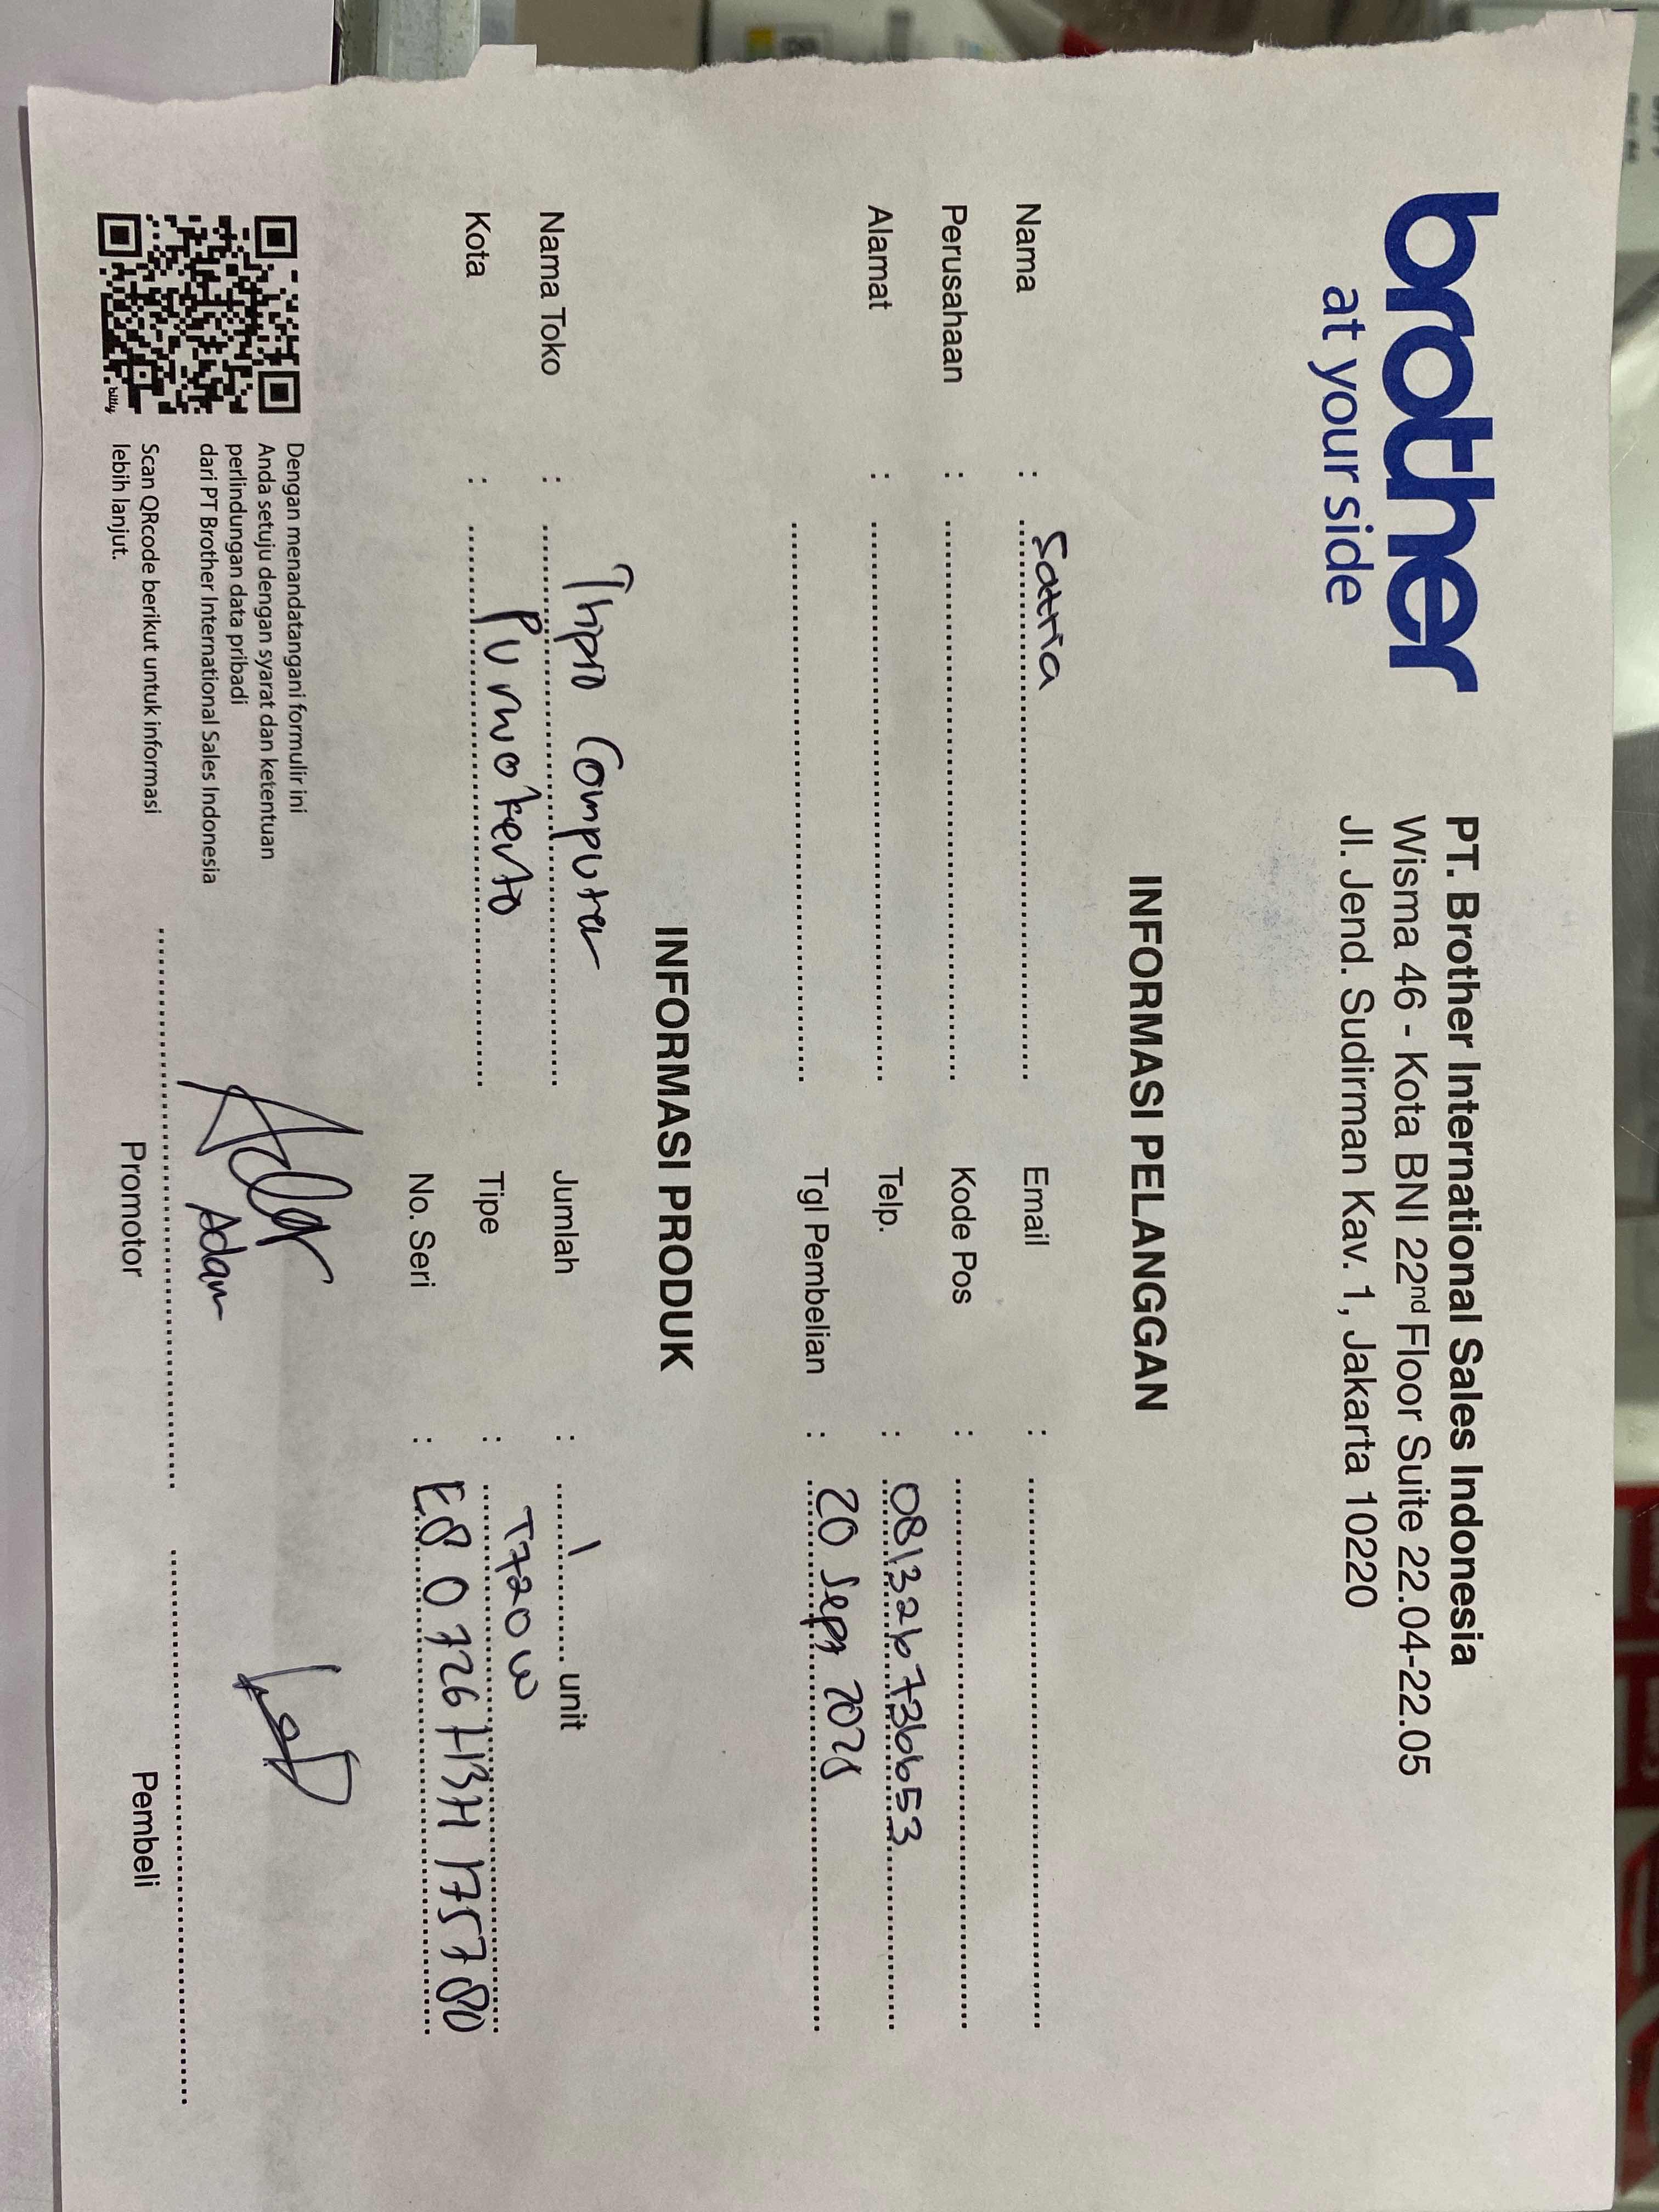 brother
at your side
PT. Brother International Sales Indonesia
Wisma 46 - Kota BNI 22nd Floor Suite 22.04-22.05
Jl. Jend. Sudirman Kav. 1, Jakarta 10220
INFORMASI PELANGGAN
Nama : Satria Email :
Perusahaan : Kode Pos :
Alamat : Telp. : 081326736653
Tgl Pembelian : 20 Sept 2025
INFORMASI PRODUK
Nama Toko : Thipro Computer Jumlah : 1 unit
Kota : Purwokerto Tipe : T720W
No. Seri :
Dengan menandatangani formulir ini
Anda setuju dengan syarat dan ketentuan
perlindungan data pribadi
dari PT Brother International Sales Indonesia
Scan QRcode berikut untuk informasi
lebih lanjut.
bitly
Adam
Promotor Pembeli